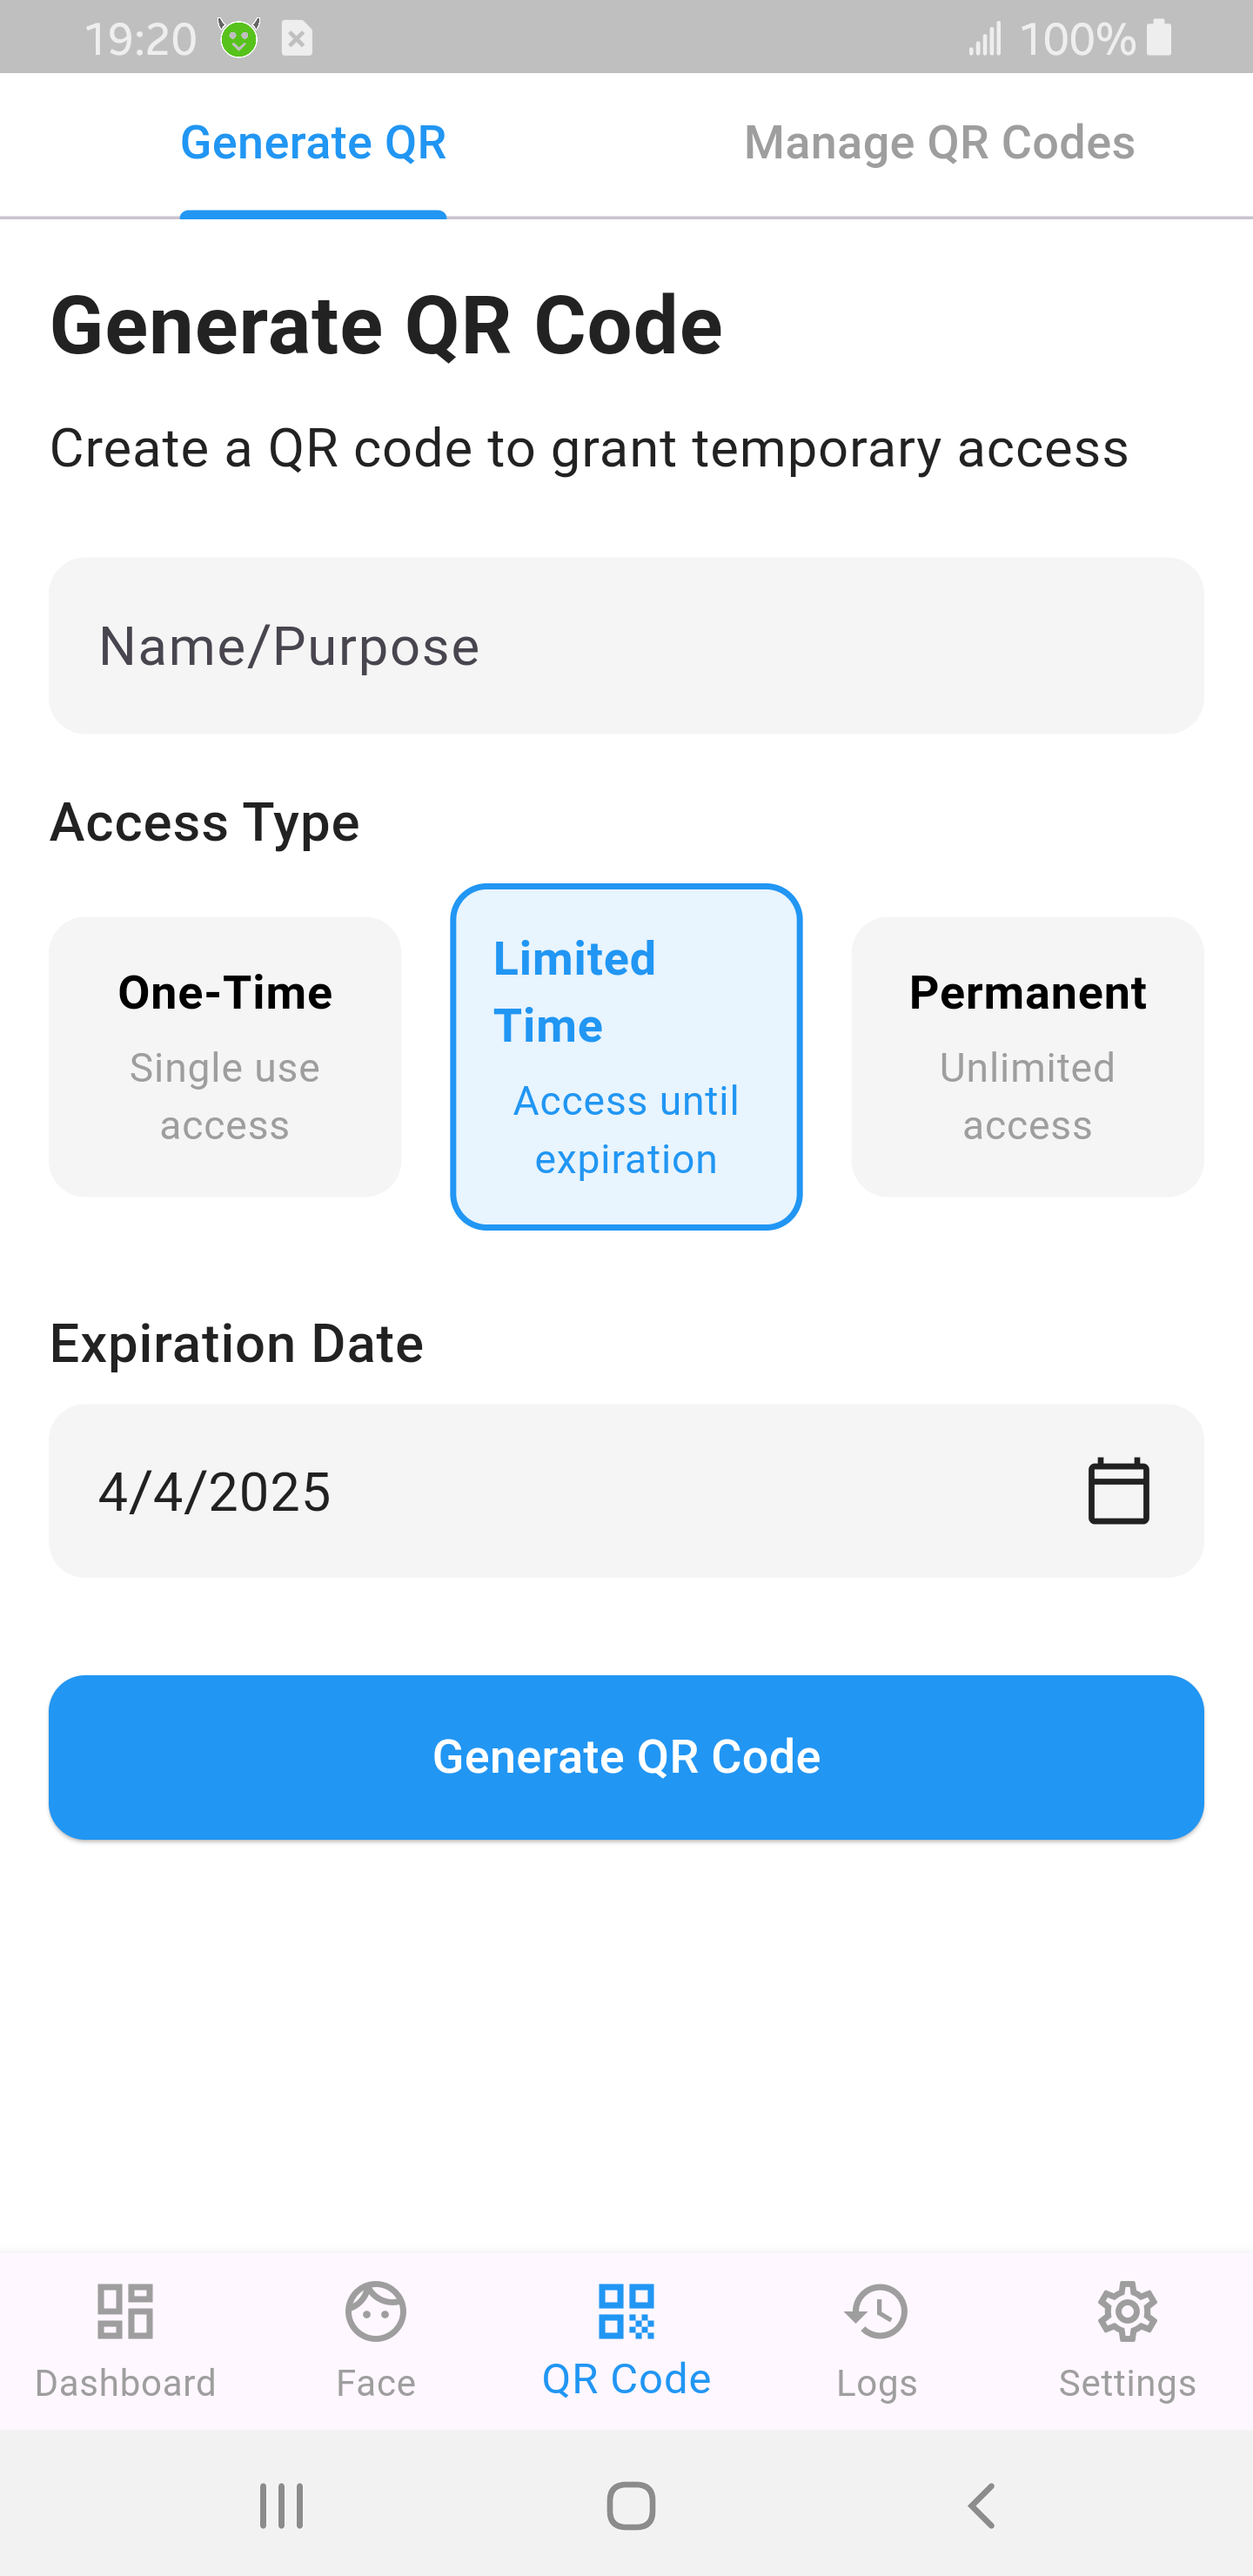 19:20
100%
Generate QR
Manage QR Codes
Generate QR Code
Create a QR code to grant temporary access
Name/Purpose
Access Type
One-Time
Single use
access
Limited
Time
Access until
expiration
Permanent
Unlimited
access
Expiration Date
4/4/2025
Generate QR Code
Dashboard
Face
QR Code
Logs
Settings